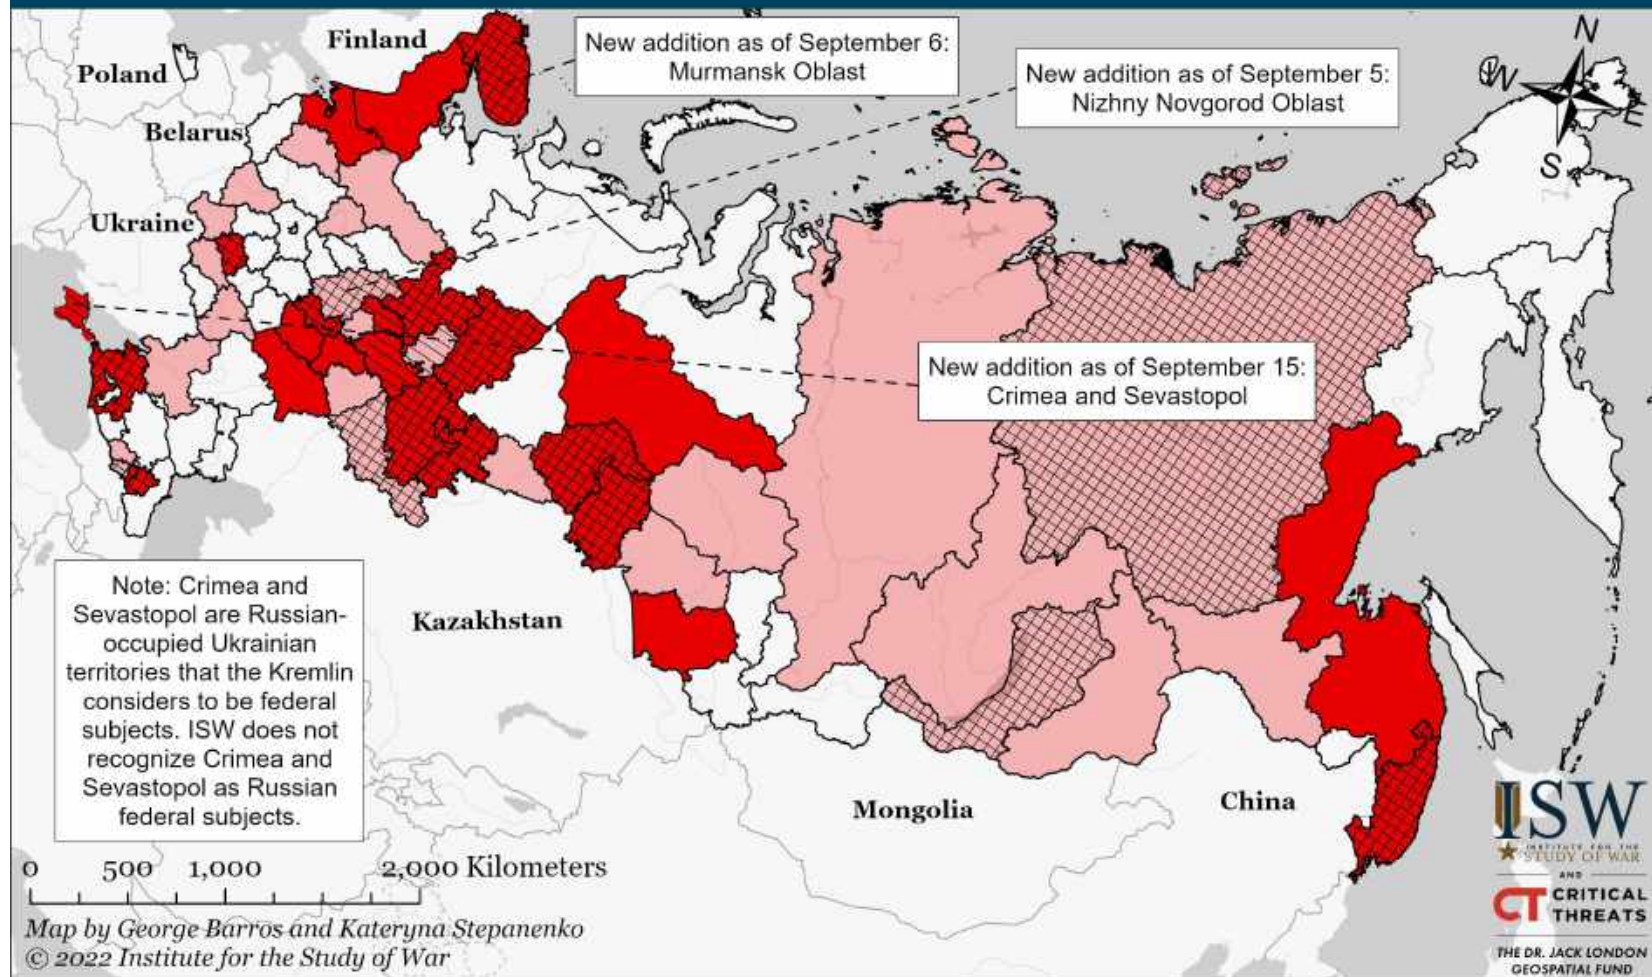 Finland
Poland
Belarus
Ukraine
New addition as of September 6:
Murmansk Oblast
New addition as of September 5:
Nizhny Novgorod Oblast
N
W
E
S
New addition as of September 15:
Crimea and Sevastopol
Note: Crimea and
Sevastopol are Russian-
occupied Ukrainian
territories that the Kremlin
considers to be federal
subjects. ISW does not
recognize Crimea and
Sevastopol as Russian
federal subjects.
Kazakhstan
Mongolia
China
0 500 1,000 2,000 Kilometers
Map by George Barros and Kateryna Stepanenko
© 2022 Institute for the Study of War
ISW
INSTITUTE FOR THE
STUDY OF WAR
AND
CT CRITICAL
THREATS
THE DR. JACK LONDON
GEOSPATIAL FUND